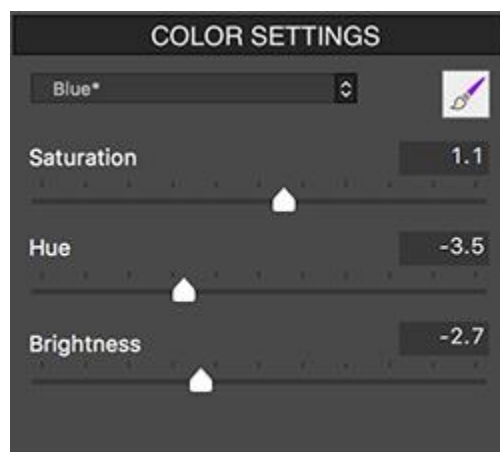 COLOR SETTINGS
Blue*
Saturation 1.1
Hue -3.5
Brightness -2.7